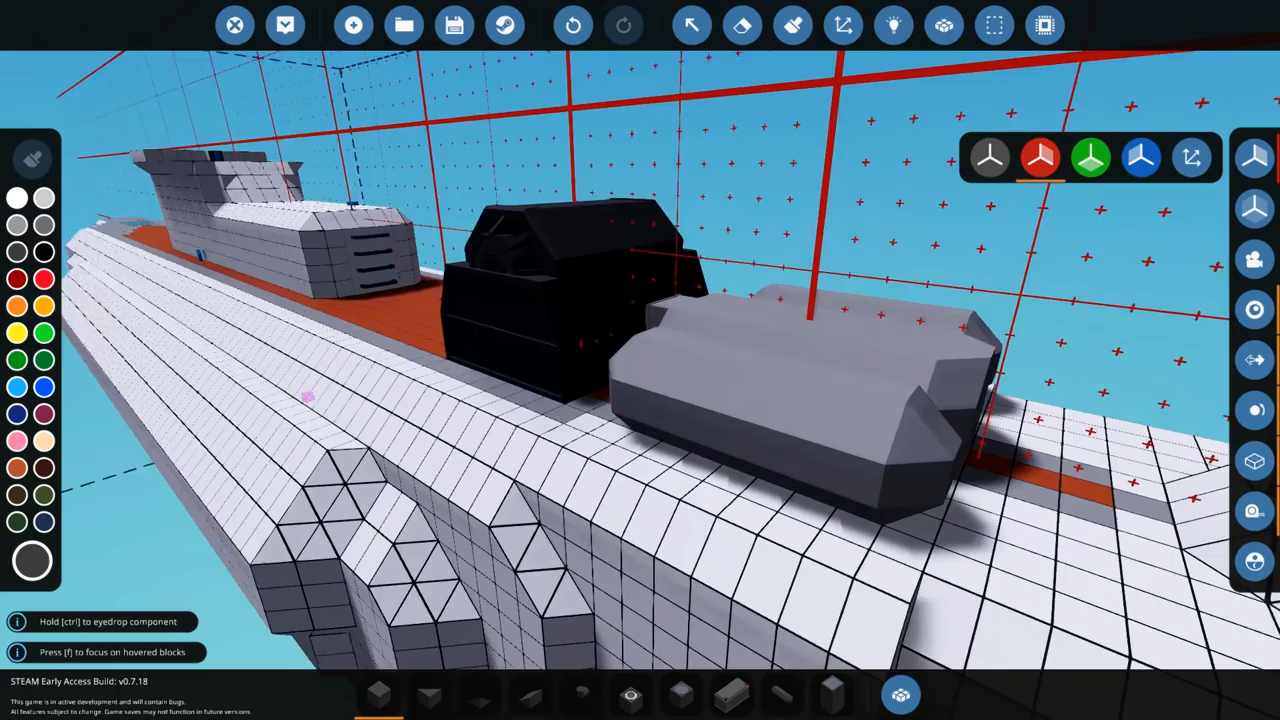 Hold [ctrl] to eyedrop component
Press [f] to focus on hovered blocks
STEAM Early Access Build: v0.7.18
This game is in active development and will contain bugs.
All features subject to change. Game saves may not function in future versions.